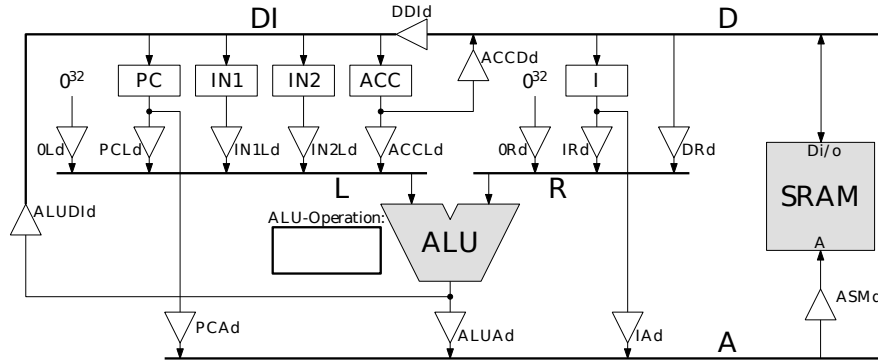 DI
DDId
D
ACCDd
0³²
PC
IN1
IN2
ACC
0³²
I
0Ld
PCLd
IN1Ld
IN2Ld
ACCLd
0Rd
IRd
DRd
Di/o
SRAM
A
L
R
ALUDId
ALU-Operation:
ALU
ASMd
PCAd
ALUAd
IAd
A